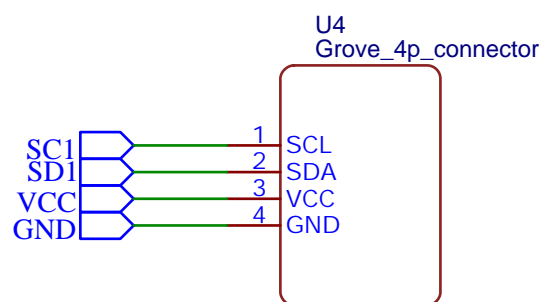 U4
Grove_4p_connector
SC1 1 SCL
SD1 2 SDA
VCC 3 VCC
GND 4 GND